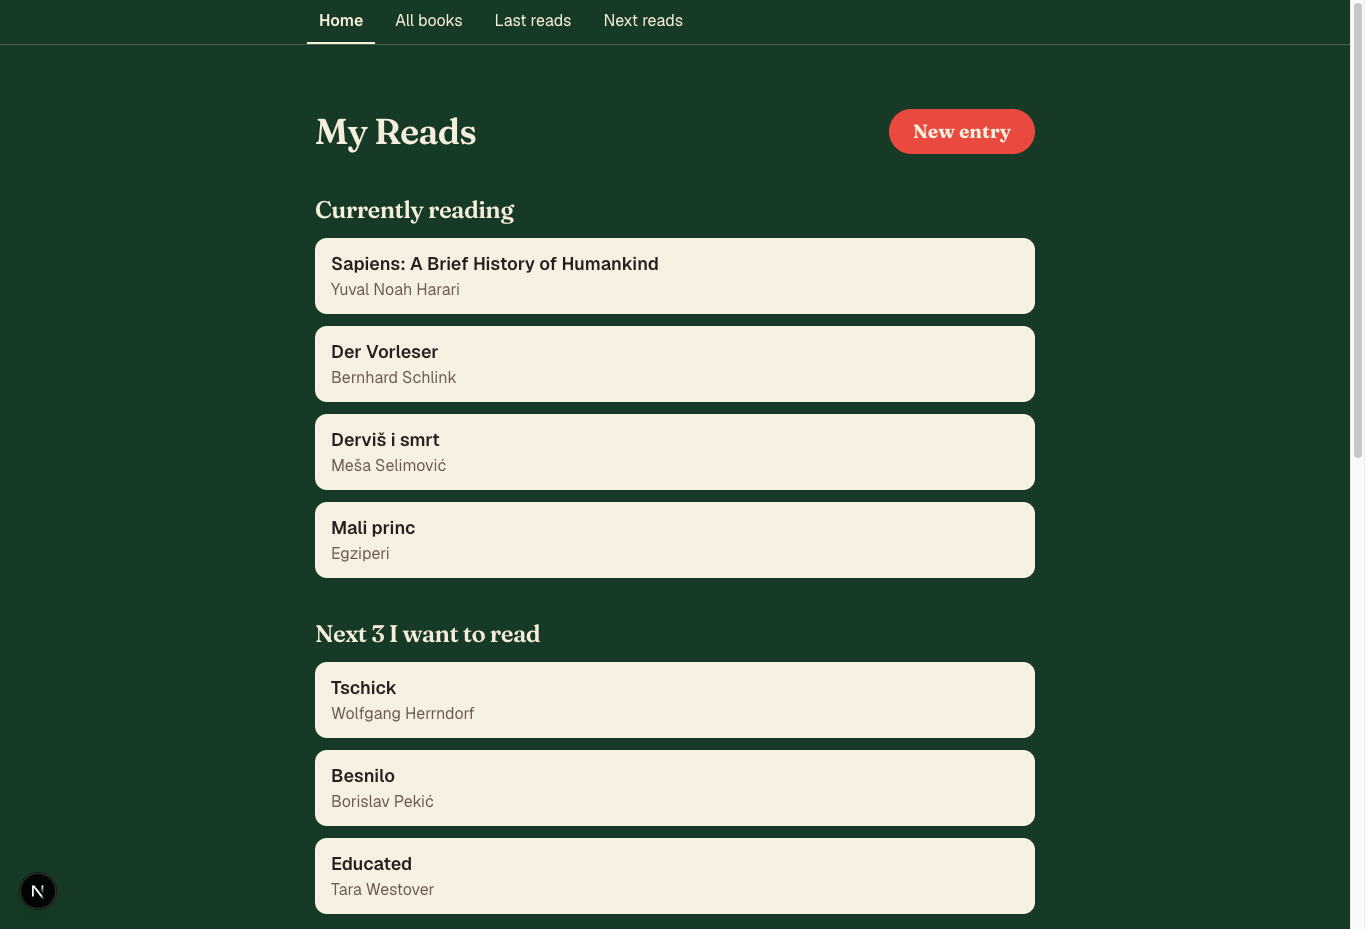 Home All books Last reads Next reads
My Reads
New entry
Currently reading
Sapiens: A Brief History of Humankind
Yuval Noah Harari
Der Vorleser
Bernhard Schlink
Derviš i smrt
Meša Selimović
Mali princ
Egziperi
Next 3 I want to read
Tschick
Wolfgang Herrndorf
Besnilo
Borislav Pekić
Educated
Tara Westover
N